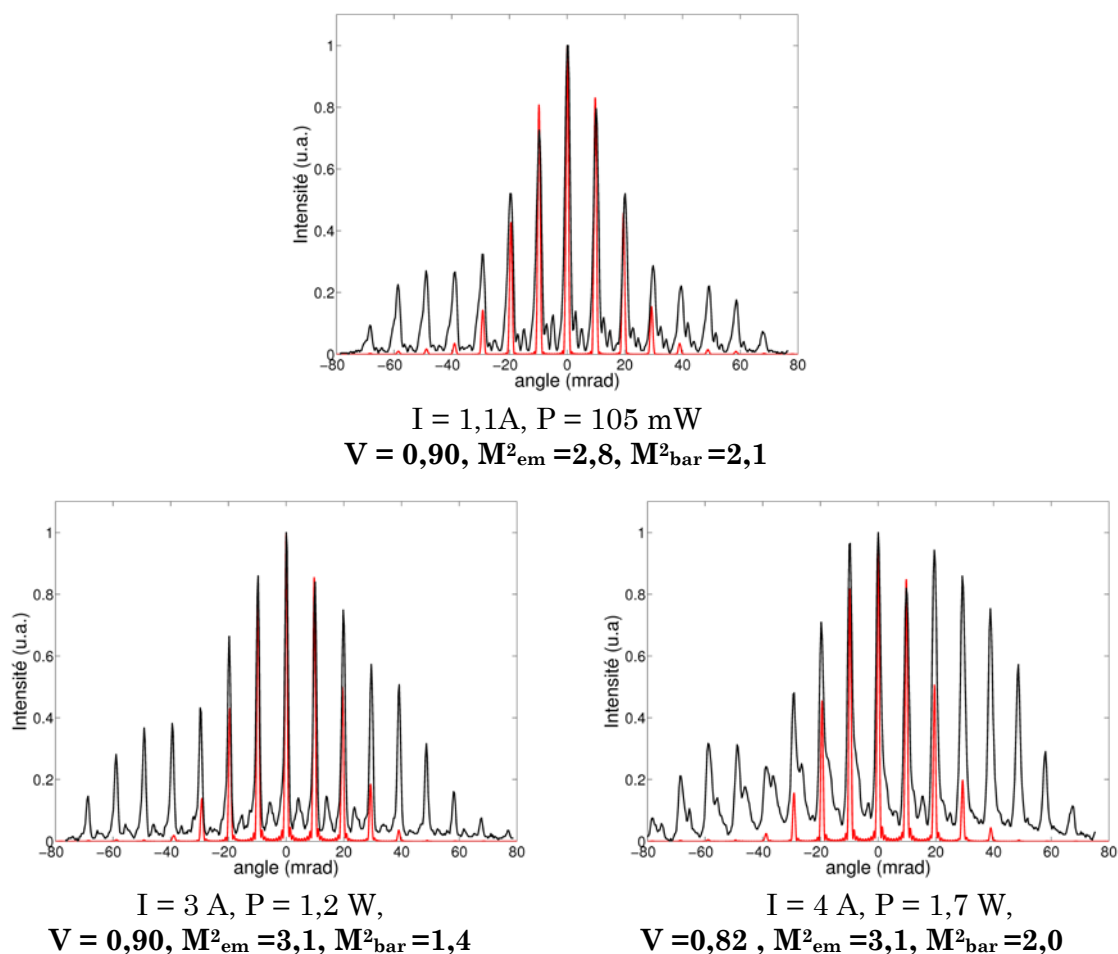 1
0.8
0.6
0.4
0.2
0
Intensité (u.a.)
−80 −60 −40 −20 0 20 40 60 80
angle (mrad)
I = 1,1A, P = 105 mW
V = 0,90, M²em =2,8, M²bar =2,1
1
0.8
0.6
0.4
0.2
0
Intensité (u.a.)
−80 −60 −40 −20 0 20 40 60 80
angle (mrad)
I = 3 A, P = 1,2 W,
V = 0,90, M²em =3,1, M²bar =1,4
1
0.8
0.6
0.4
0.2
0
Intensité (u.a)
−80 −60 −40 −20 0 20 40 60 80
angle (mrad)
I = 4 A, P = 1,7 W,
V =0,82 , M²em =3,1, M²bar =2,0